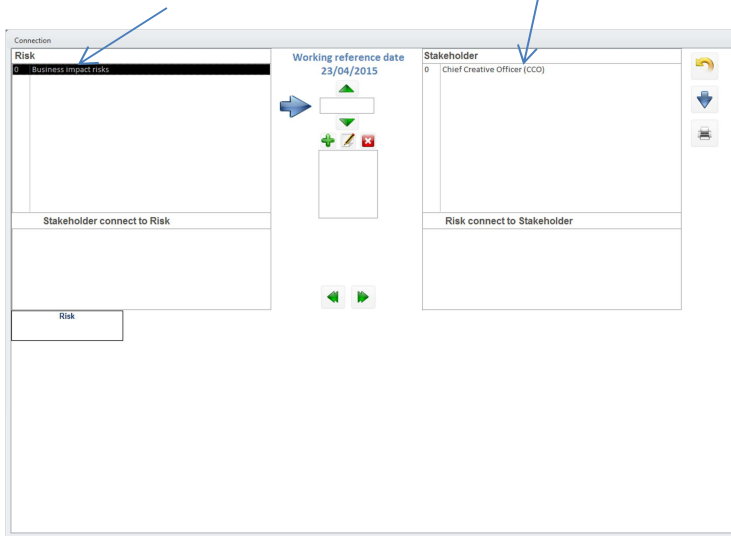 Connection
Risk
0 Business impact risks
Working reference date
23/04/2015
Stakeholder
0 Chief Creative Officer (CCO)
Stakeholder connect to Risk
Risk connect to Stakeholder
Risk